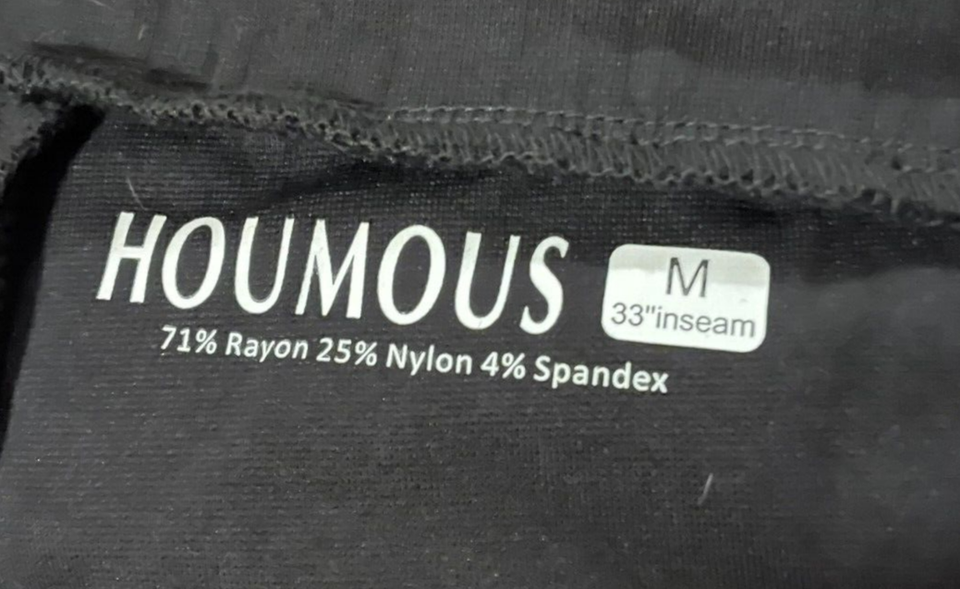 HOUMOUS
M
33"inseam
71% Rayon 25% Nylon 4% Spandex